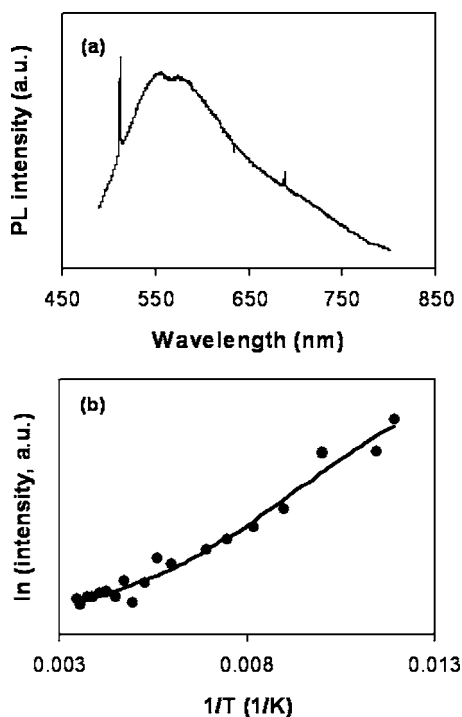 (a)
PL intensity (a.u.)
450 550 650 750 850
Wavelength (nm)
(b)
ln (intensity, a.u.)
0.003 0.008 0.013
1/T (1/K)